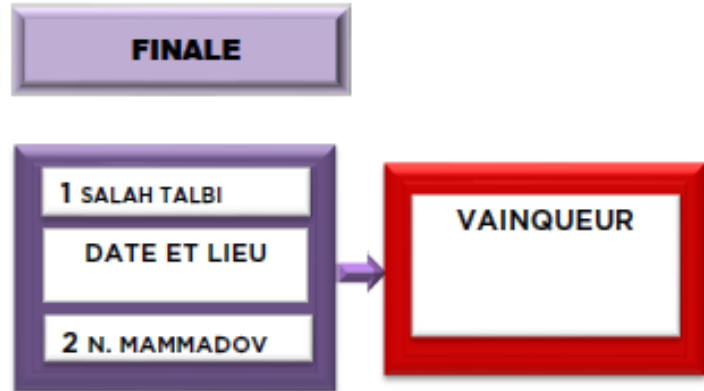 FINALE
1 SALAH TALBI
DATE ET LIEU
2 N. MAMMADOV
VAINQUEUR